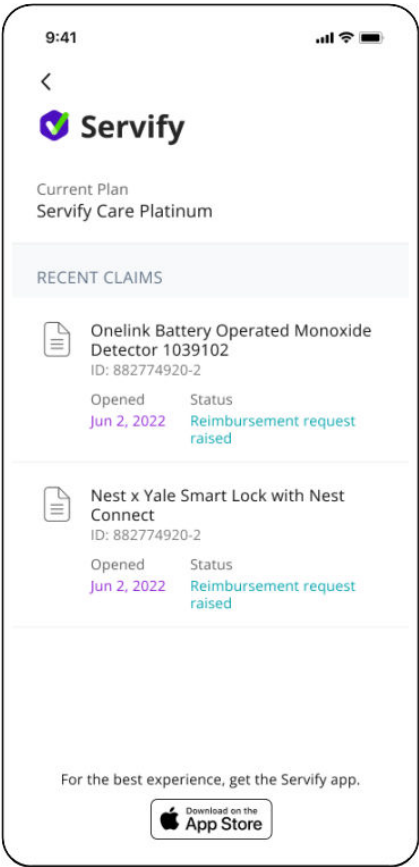 9:41
Servify
Current Plan
Servify Care Platinum
RECENT CLAIMS
Onelink Battery Operated Monoxide
Detector 1039102
ID: 882774920-2
Opened Status
Jun 2, 2022 Reimbursement request
raised
Nest x Yale Smart Lock with Nest
Connect
ID: 882774920-2
Opened Status
Jun 2, 2022 Reimbursement request
raised
For the best experience, get the Servify app.
Download on the
App Store